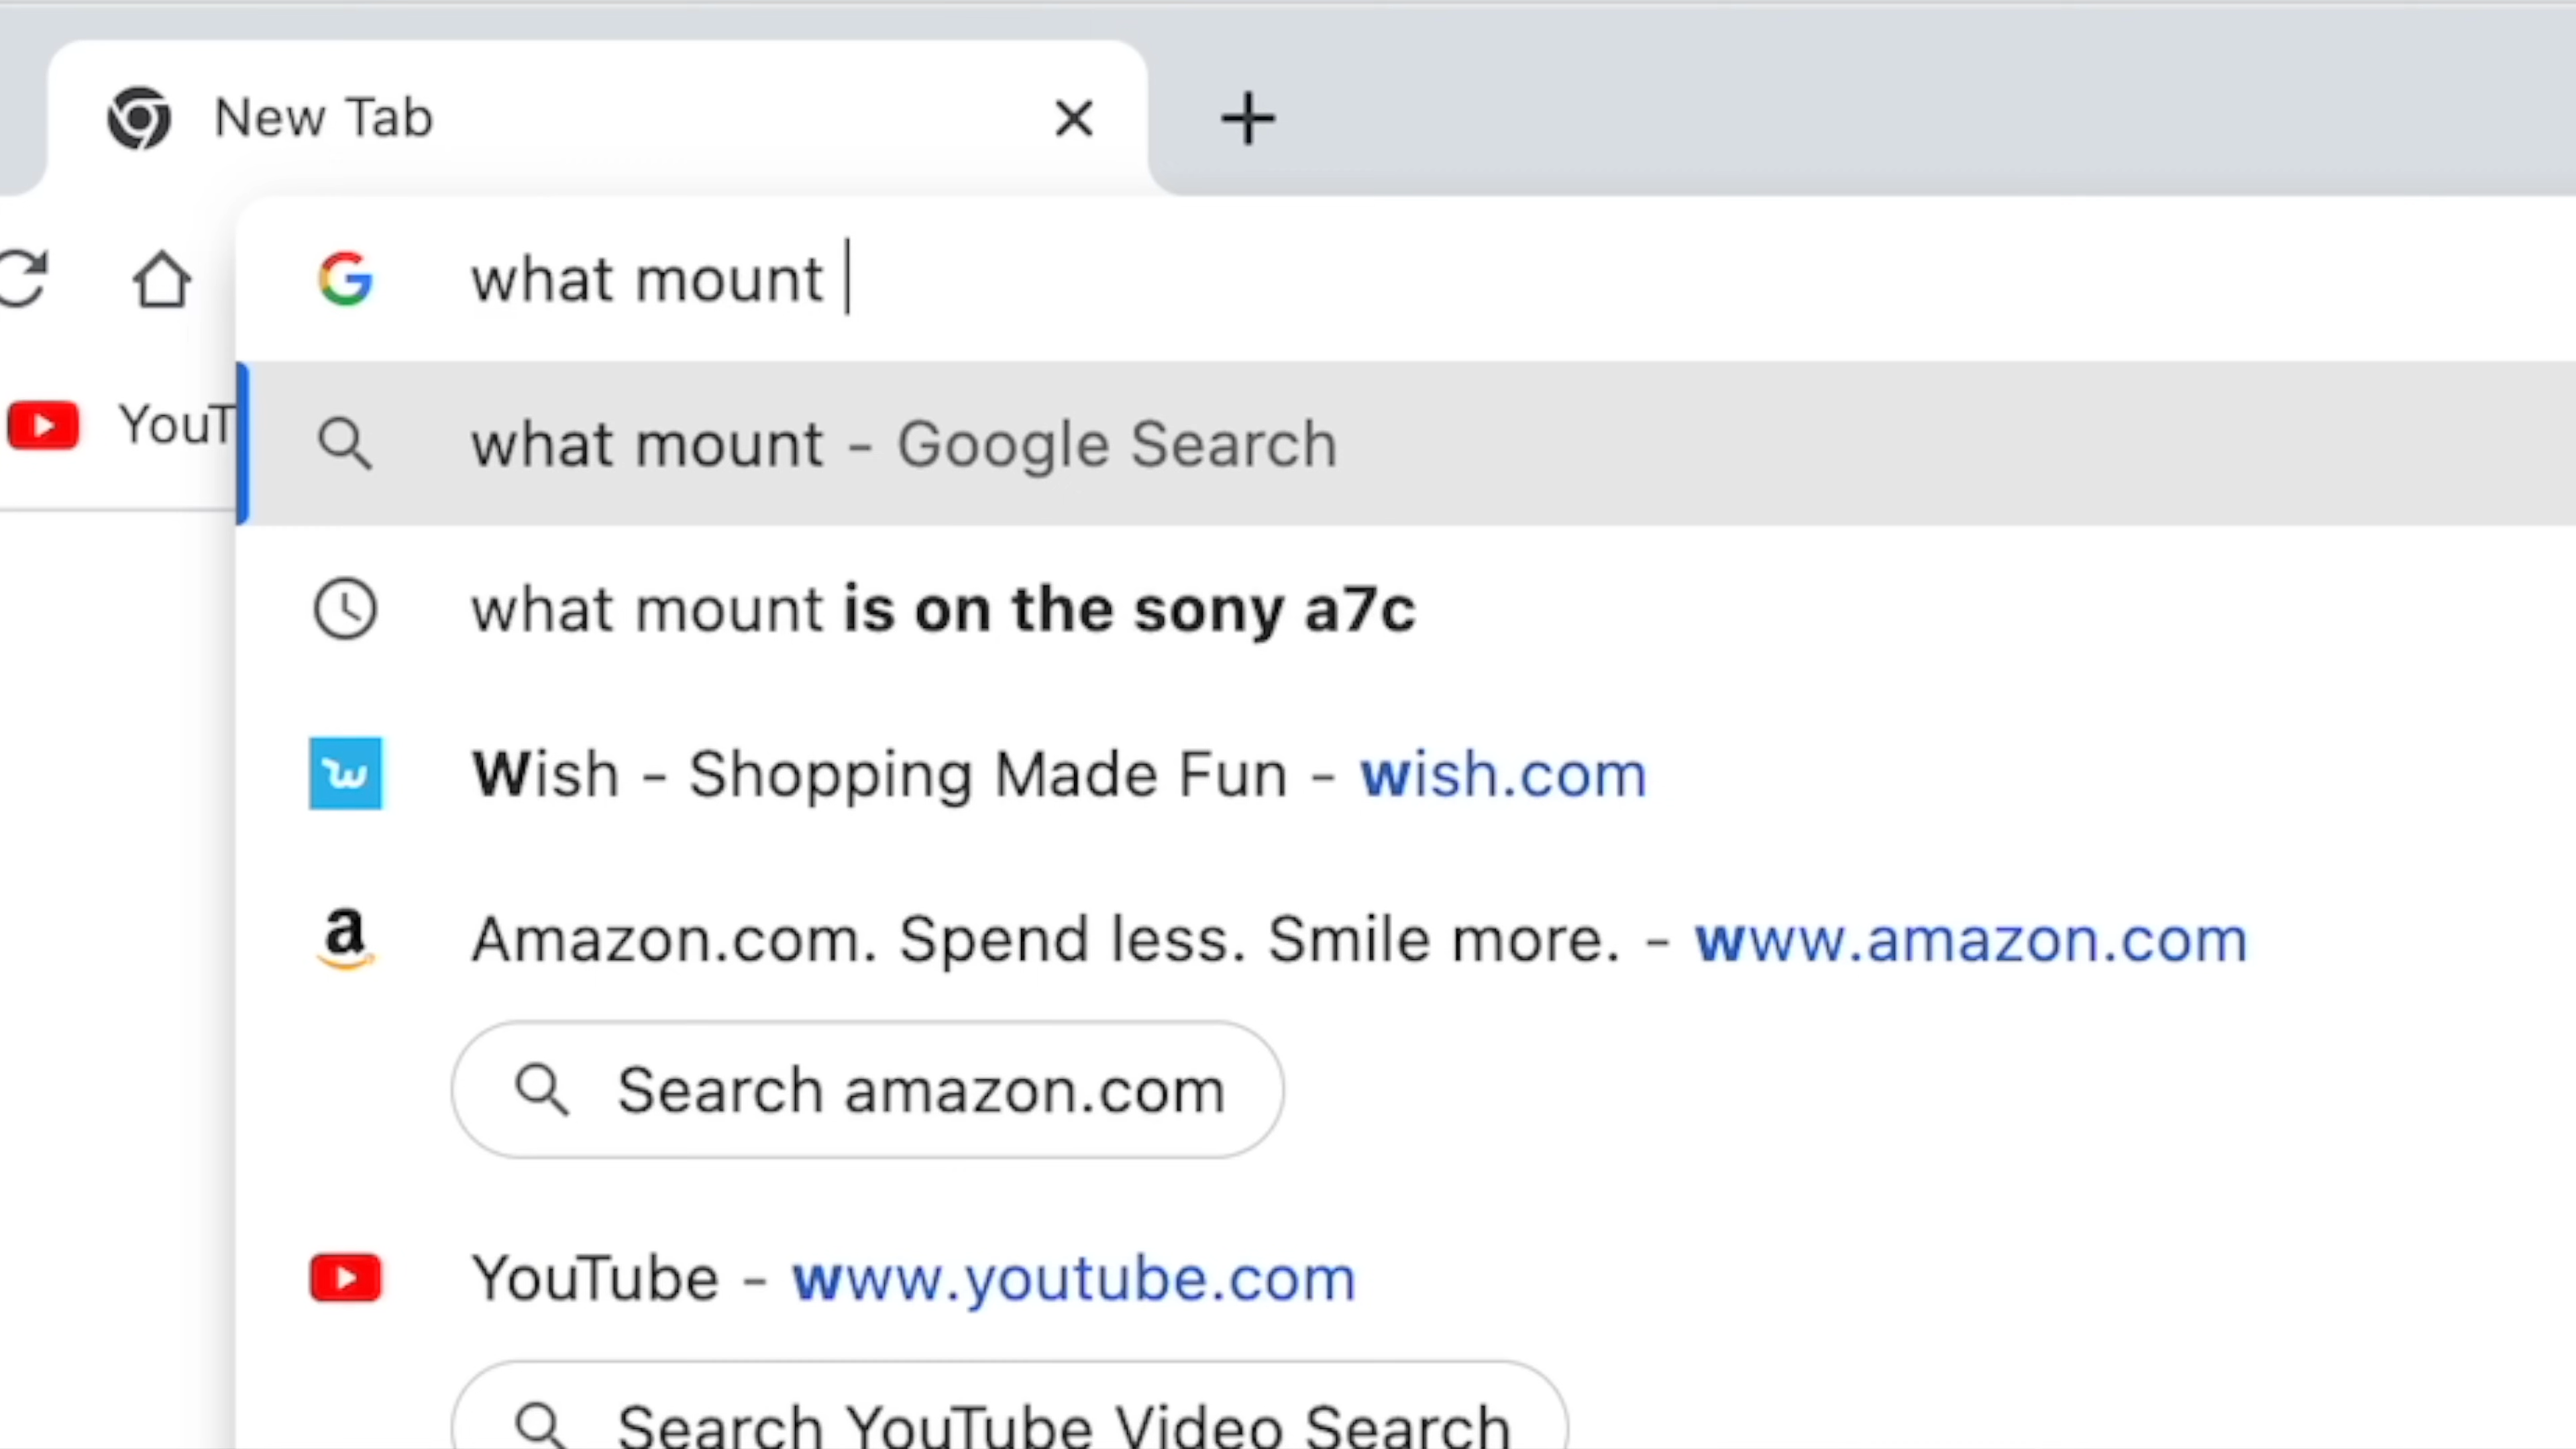 New Tab
what mount
YouT
what mount - Google Search
what mount is on the sony a7c
Wish - Shopping Made Fun - wish.com
Amazon.com. Spend less. Smile more. - www.amazon.com
Search amazon.com
YouTube - www.youtube.com
Search YouTube Video Search